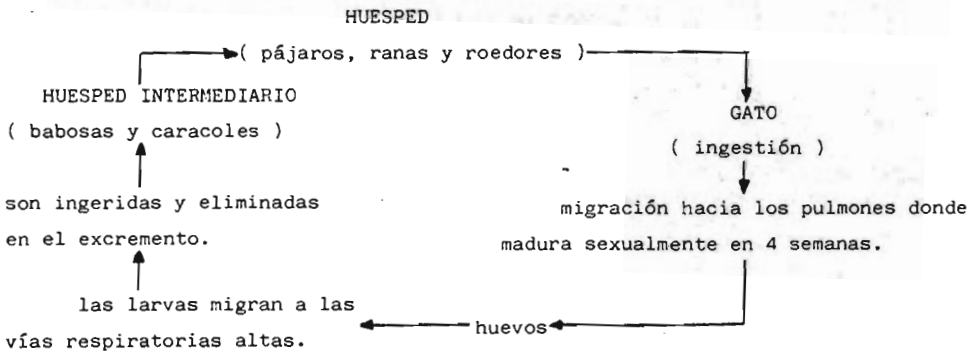 HUESPED
( pájaros, ranas y roedores )
HUESPED INTERMEDIARIO
( babosas y caracoles )
GATO
( ingestión )
son ingeridas y eliminadas
en el excremento.
migración hacia los pulmones donde
madura sexualmente en 4 semanas.
las larvas migran a las
vías respiratorias altas.
huevos